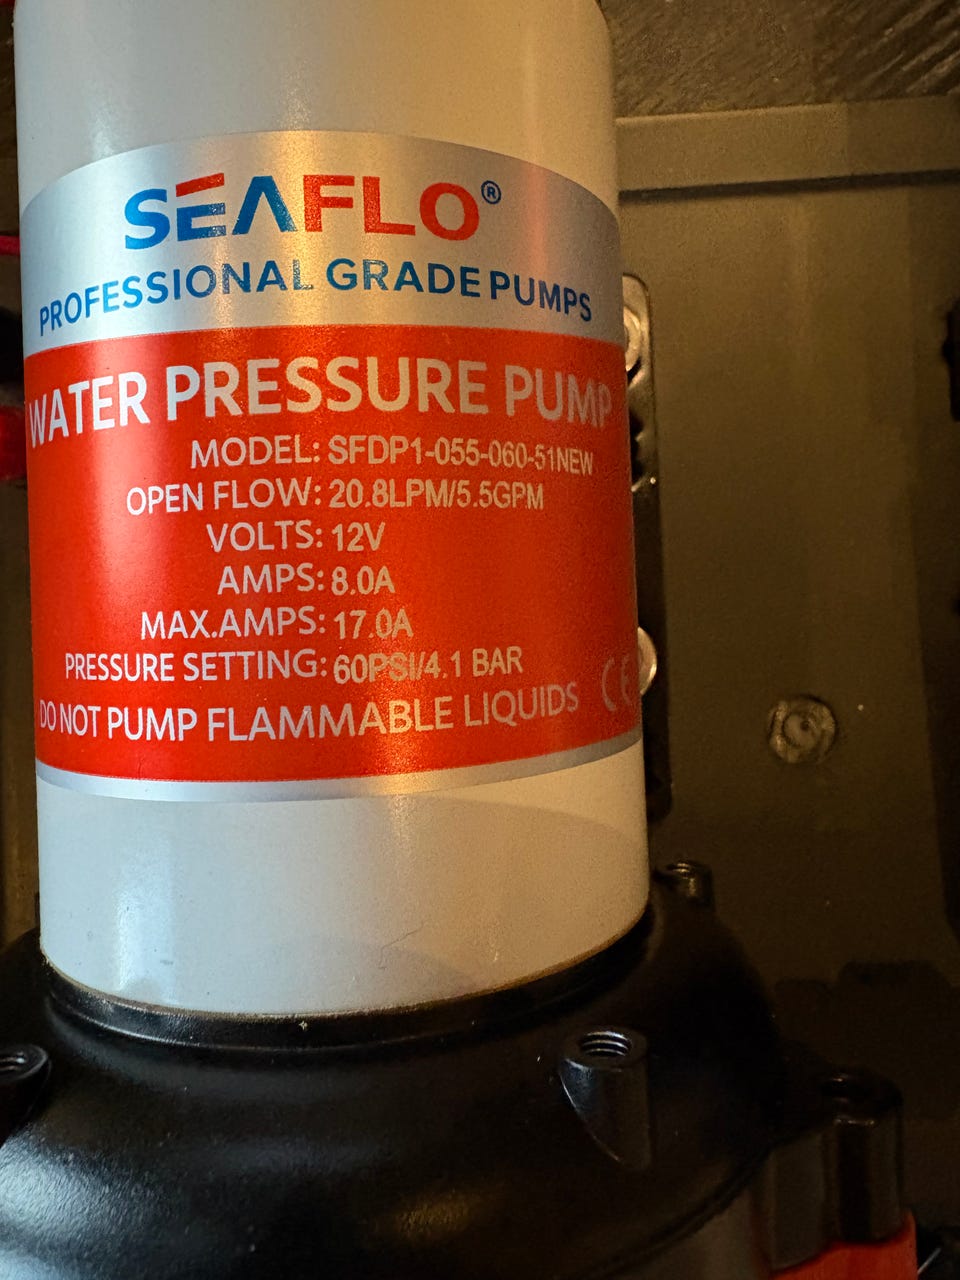 SEAFLO®
PROFESSIONAL GRADE PUMPS
WATER PRESSURE PUMP
MODEL: SFDP1-055-060-51NEW
OPEN FLOW: 20.8LPM/5.5GPM
VOLTS: 12V
AMPS: 8.0A
MAX.AMPS: 17.0A
PRESSURE SETTING: 60PSI/4.1 BAR
DO NOT PUMP FLAMMABLE LIQUIDS CE